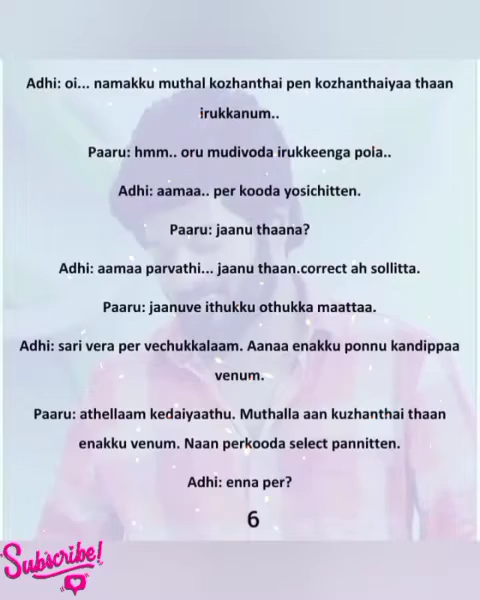 Adhi: oi... namakku muthal kozhanthai pen kozhanthaiyaa thaan
irukkanum..
Paaru: hmm.. oru mudivoda irukkeenga pola..
Adhi: aamaa.. per kooda yosichitten.
Paaru: jaanu thaana?
Adhi: aamaa parvathi... jaanu thaan.correct ah sollitta.
Paaru: jaanuve ithukku othukka maattaa.
Adhi: sari vera per vechukkalaam. Aanaa enakku ponnu kandippaa
venum.
Paaru: athellaam kedaiyaathu. Muthalla aan kuzhanthai thaan
enakku venum. Naan perkooda select pannitten.
Adhi: enna per?
6
Subscribe!